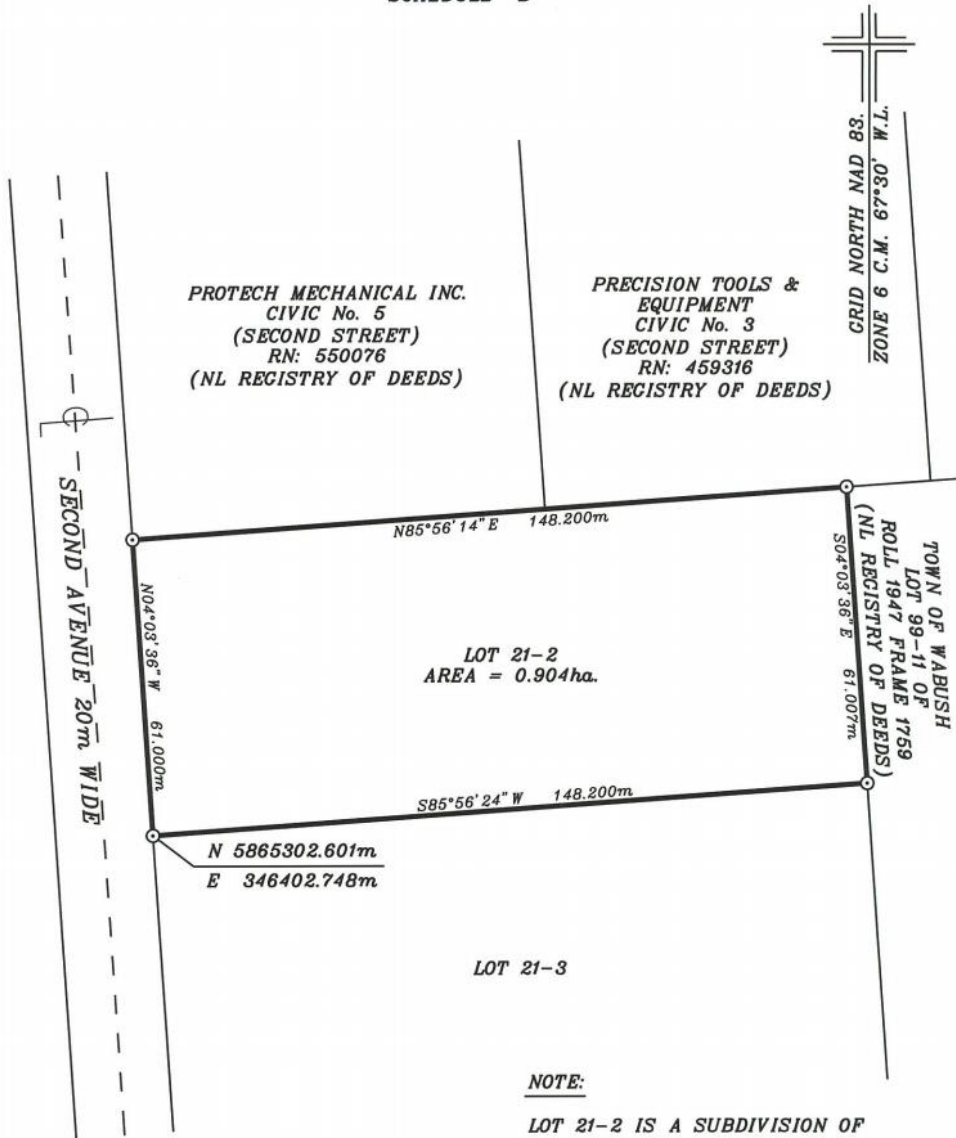 PROTECH MECHANICAL INC.
CIVIC No. 5
(SECOND STREET)
RN: 550076
(NL REGISTRY OF DEEDS)
PRECISION TOOLS &
EQUIPMENT
CIVIC No. 3
(SECOND STREET)
RN: 459316
(NL REGISTRY OF DEEDS)
GRID NORTH NAD 83.
ZONE 6 C.M. 67°30' W.L.
SECOND AVENUE 20m WIDE
N85°56'14"E 148.200m
N04°03'36"W 61.000m
LOT 21-2
AREA = 0.904ha.
S04°03'36"E 61.007m
TOWN OF WABUSH
LOT 99-11 OF
ROLL 1947 FRAME 1759
(NL REGISTRY OF DEEDS)
S85°56'24"W 148.200m
N 5865302.601m
E 346402.748m
LOT 21-3
NOTE:
LOT 21-2 IS A SUBDIVISION OF